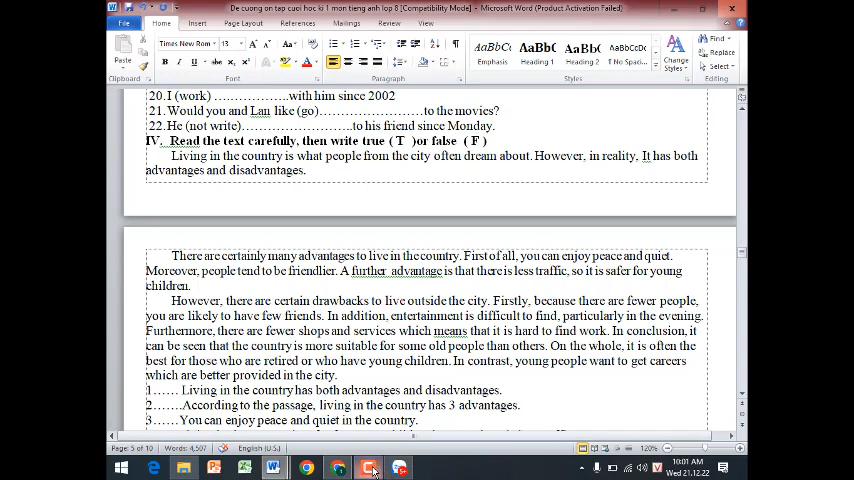 De cuong on tap cuoi hoc ki 1 mon tieng anh lop 8 [Compatibility Mode] - Microsoft Word (Product Activation Failed)
File Home Insert Page Layout References Mailings Review View
Paste
Times New Rom 13
B I U abc
AaBbCc AaBbC AaBbC AaBbCcDc
Emphasis Heading 1 Heading 2 ¶ No Spaci...
Change Styles
Find
Replace
Select
Clipboard Font Paragraph Styles Editing
20. I (work) ……………..with him since 2002
21. Would you and Lan like (go)……………………to the movies?
22. He (not write)……………………to his friend since Monday.
IV. Read the text carefully, then write true ( T )or false ( F )
Living in the country is what people from the city often dream about. However, in reality, It has both
advantages and disadvantages.
There are certainly many advantages to live in the country. First of all, you can enjoy peace and quiet.
Moreover, people tend to be friendlier. A further advantage is that there is less traffic, so it is safer for young
children.
However, there are certain drawbacks to live outside the city. Firstly, because there are fewer people,
you are likely to have few friends. In addition, entertainment is difficult to find, particularly in the evening.
Furthermore, there are fewer shops and services which means that it is hard to find work. In conclusion, it
can be seen that the country is more suitable for some old people than others. On the whole, it is often the
best for those who are retired or who have young children. In contrast, young people want to get careers
which are better provided in the city.
1…… Living in the country has both advantages and disadvantages.
2…….According to the passage, living in the country has 3 advantages.
3……You can enjoy peace and quiet in the country.
Page: 5 of 10 Words: 4,507 English (U.S.) 120%
10:01 AM
Wed 21.12.22